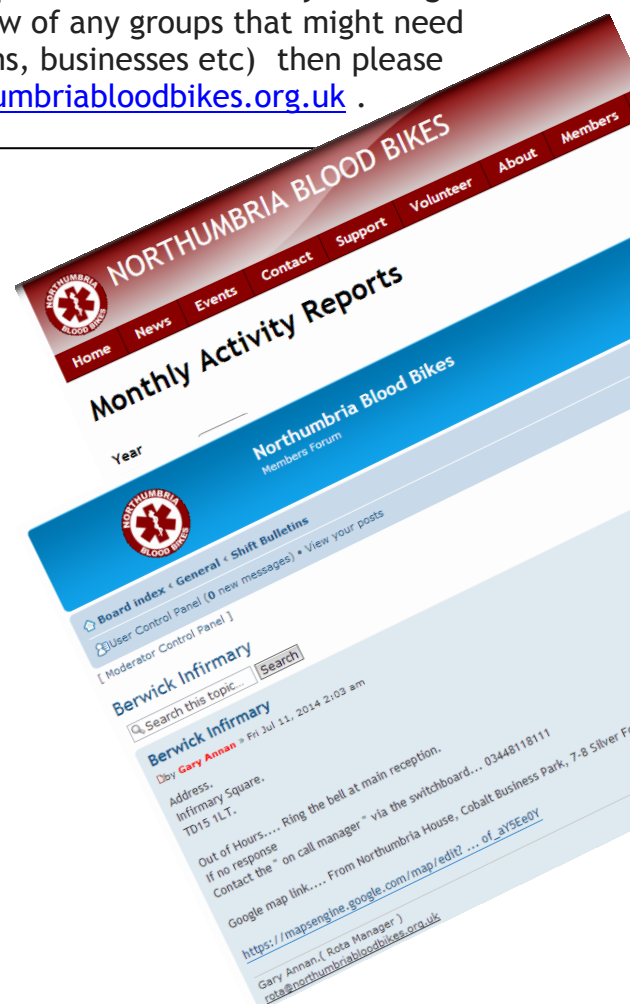 w of any groups that might need
ns, businesses etc) then please
umbriabloodbikes.org.uk .
NORTHUMBRIA BLOOD BIKES
NORTHUMBRIA
BLOOD BIKES
Home News Events Contact Support Volunteer About Members
Monthly Activity Reports
Year
Northumbria Blood Bikes
Members Forum
NORTHUMBRIA
BLOOD BIKES
Board index ‹ General ‹ Shift Bulletins
User Control Panel (0 new messages) • View your posts
[ Moderator Control Panel ]
Berwick Infirmary
Search this topic... Search
Berwick Infirmary
by Gary Annan » Fri Jul 11, 2014 2:03 am
Address.
Infirmary Square.
TD15 1LT.
Out of Hours.... Ring the bell at main reception.
If no response
Contact the " on call manager " via the switchboard... 03448118111
Google map link.... From Northumbria House, Cobalt Business Park, 7-8 Silver Fo
https://mapsengine.google.com/map/edit? ... of_aY5Ee0Y
Gary Annan.( Rota Manager )
rota@northumbriabloodbikes.org.uk